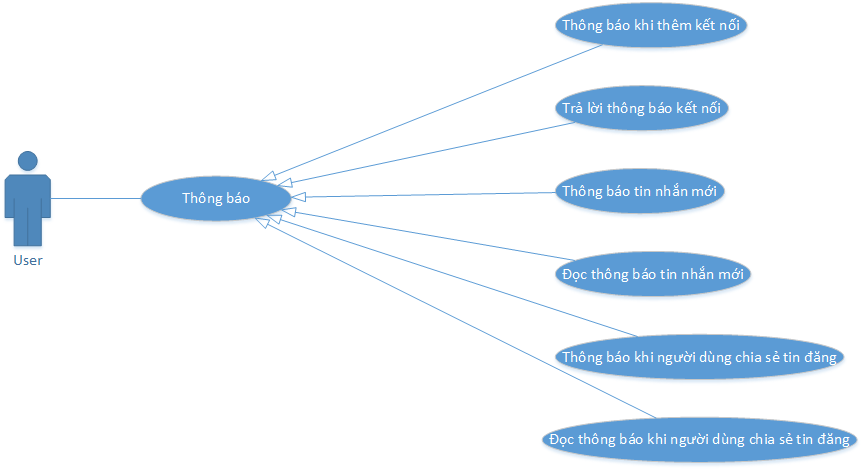 Thông báo khi thêm kết nối
Trả lời thông báo kết nối
Thông báo
Thông báo tin nhắn mới
User
Đọc thông báo tin nhắn mới
Thông báo khi người dùng chia sẻ tin đăng
Đọc thông báo khi người dùng chia sẻ tin đăng